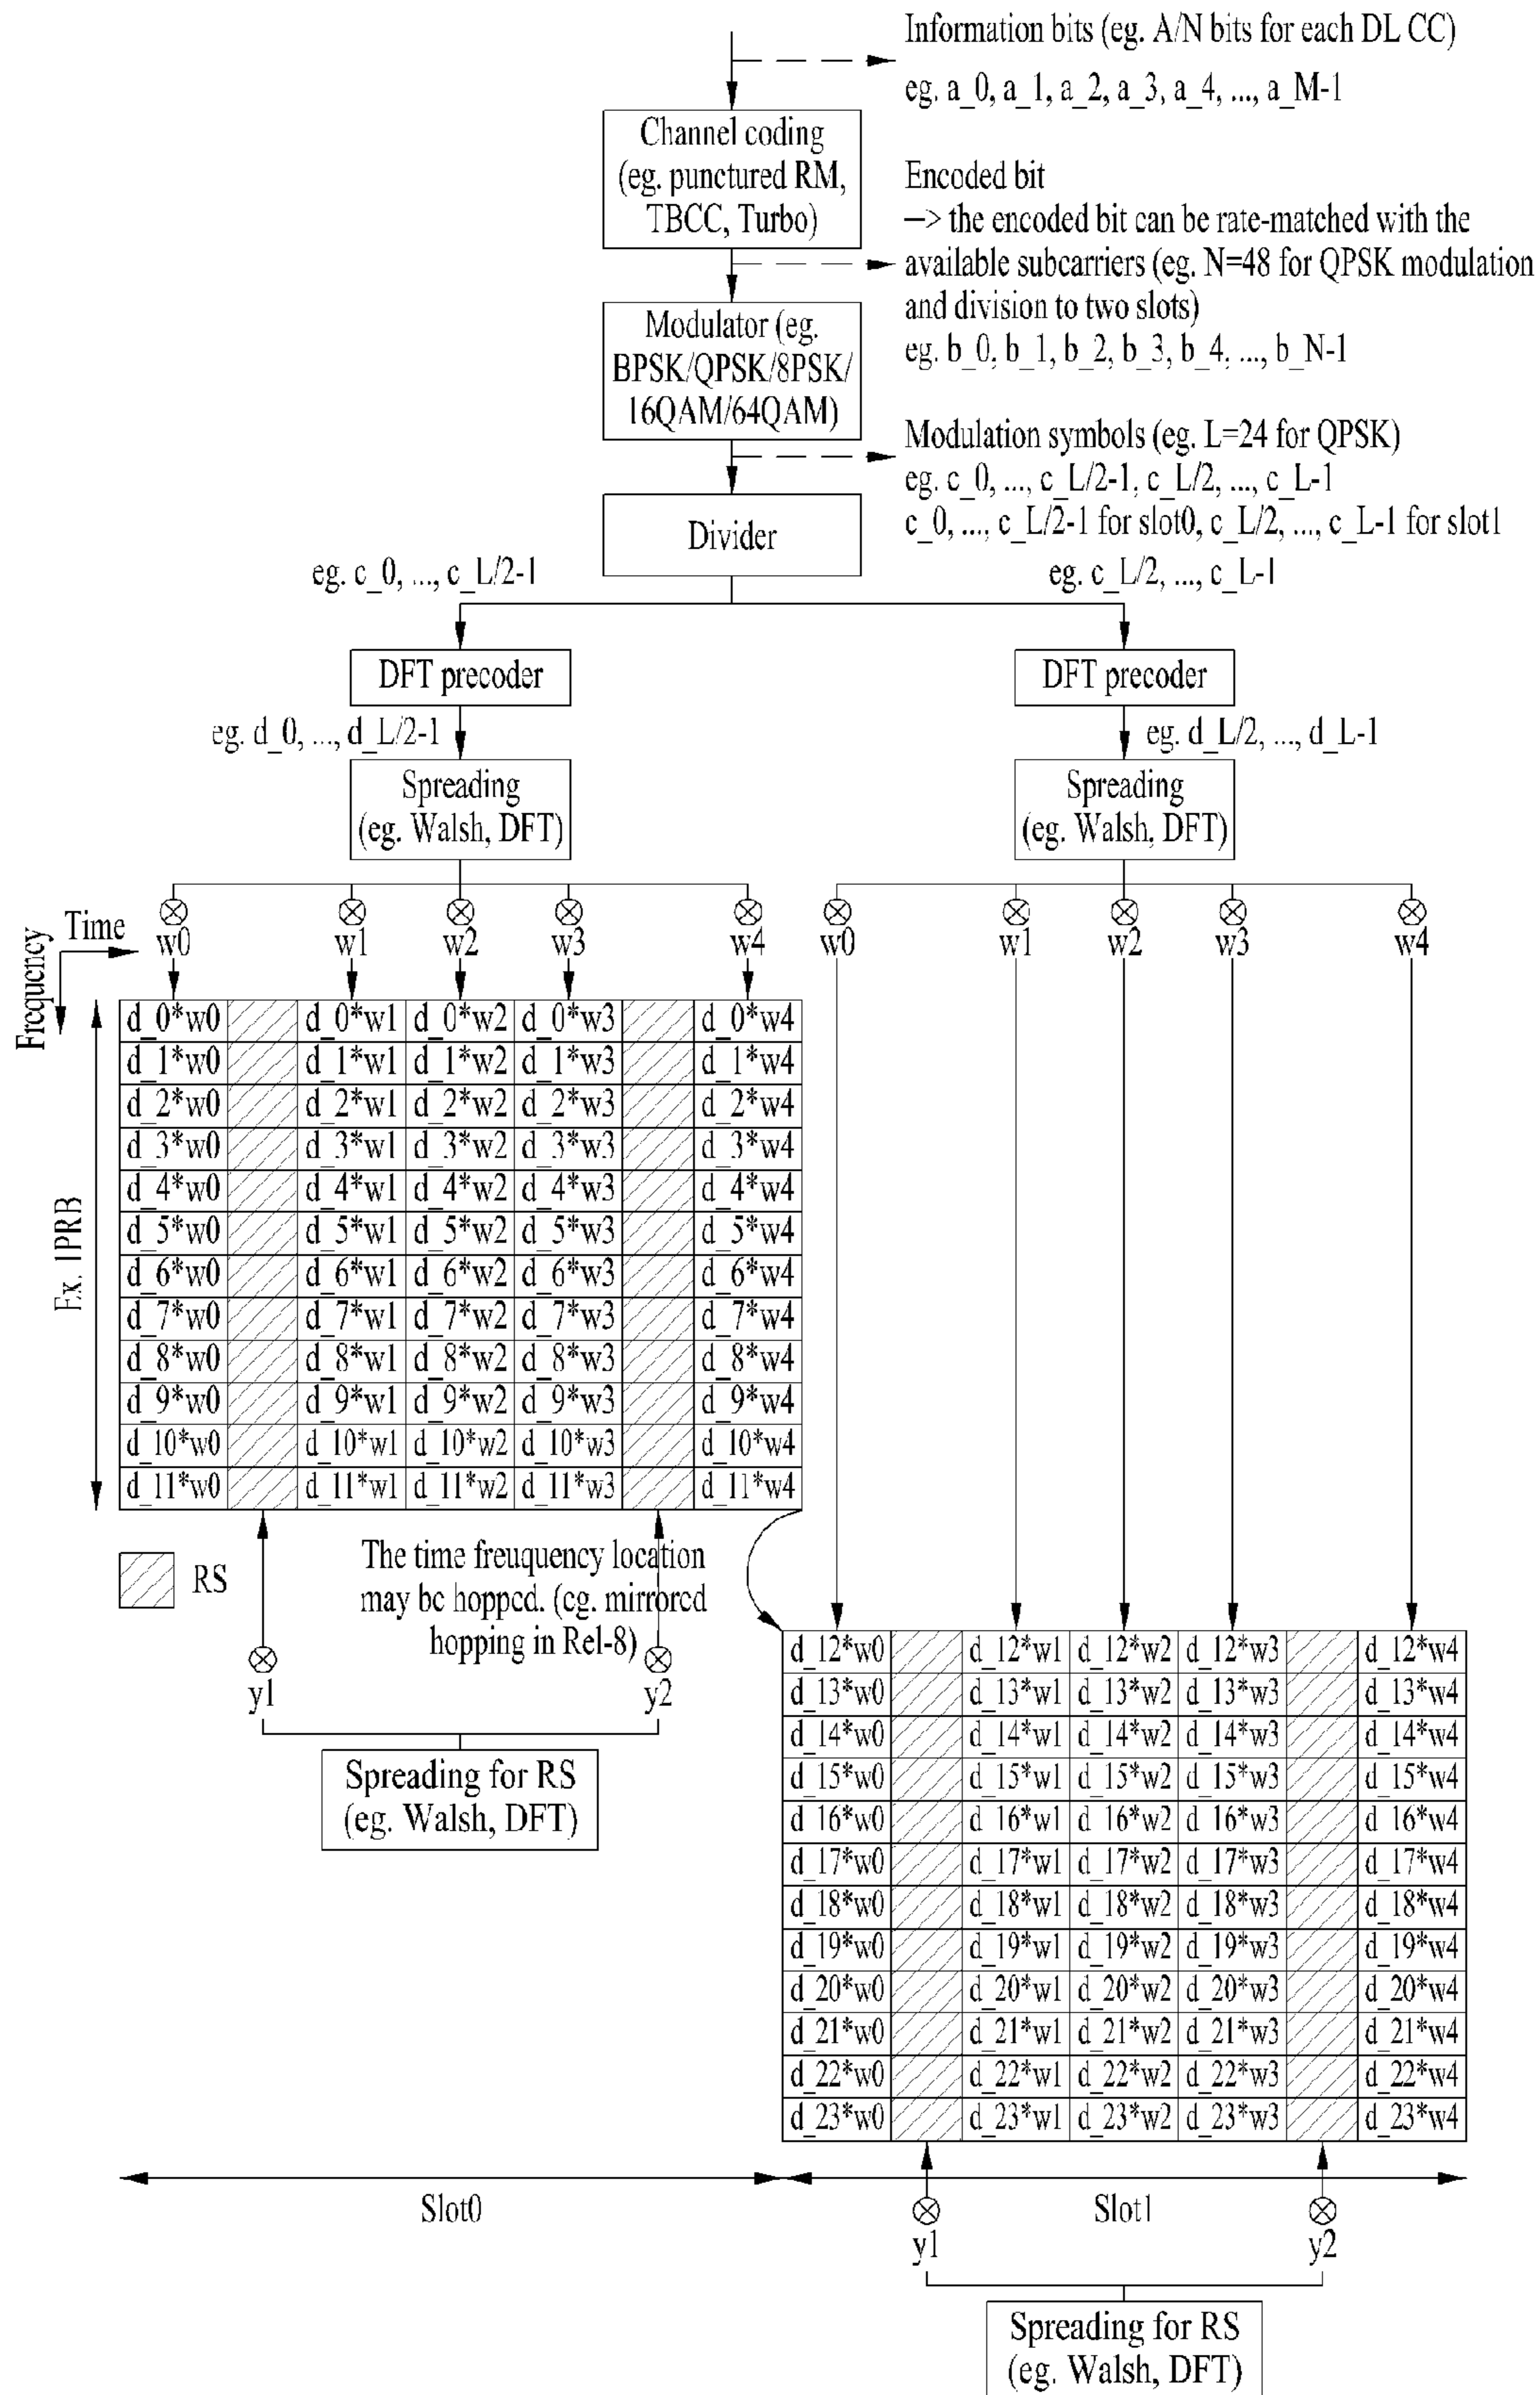 Information bits (eg. A/N bits for each DL CC)
eg. a_0, a_1, a_2, a_3, a_4, ..., a_M-1
Channel coding
(eg. punctured RM,
TBCC, Turbo)
Encoded bit
—> the encoded bit can be rate-matched with the
available subcarriers (eg. N=48 for QPSK modulation
and division to two slots)
eg. b_0, b_1, b_2, b_3, b_4, ..., b_N-1
Modulator (eg.
BPSK/QPSK/8PSK/
16QAM/64QAM)
Modulation symbols (eg. L=24 for QPSK)
eg. c_0, ..., c_L/2-1, c_L/2, ..., c_L-1
c_0, ..., c_L/2-1 for slot0, c_L/2, ..., c_L-1 for slot1
Divider
eg. c_0, ..., c_L/2-1
eg. c_L/2, ..., c_L-1
DFT precoder
DFT precoder
eg. d_0, ..., d_L/2-1
eg. d_L/2, ..., d_L-1
Spreading
(eg. Walsh, DFT)
Spreading
(eg. Walsh, DFT)
Time
Frequency
w0 w1 w2 w3 w4
w0 w1 w2 w3 w4
Ex. 1PRB
d_0*w0 d_0*w1 d_0*w2 d_0*w3 d_0*w4
d_1*w0 d_1*w1 d_1*w2 d_1*w3 d_1*w4
d_2*w0 d_2*w1 d_2*w2 d_2*w3 d_2*w4
d_3*w0 d_3*w1 d_3*w2 d_3*w3 d_3*w4
d_4*w0 d_4*w1 d_4*w2 d_4*w3 d_4*w4
d_5*w0 d_5*w1 d_5*w2 d_5*w3 d_5*w4
d_6*w0 d_6*w1 d_6*w2 d_6*w3 d_6*w4
d_7*w0 d_7*w1 d_7*w2 d_7*w3 d_7*w4
d_8*w0 d_8*w1 d_8*w2 d_8*w3 d_8*w4
d_9*w0 d_9*w1 d_9*w2 d_9*w3 d_9*w4
d_10*w0 d_10*w1 d_10*w2 d_10*w3 d_10*w4
d_11*w0 d_11*w1 d_11*w2 d_11*w3 d_11*w4
RS
The time freuquency location
may be hopped. (eg. mirrored
hopping in Rel-8)
y1 y2
Spreading for RS
(eg. Walsh, DFT)
d_12*w0 d_12*w1 d_12*w2 d_12*w3 d_12*w4
d_13*w0 d_13*w1 d_13*w2 d_13*w3 d_13*w4
d_14*w0 d_14*w1 d_14*w2 d_14*w3 d_14*w4
d_15*w0 d_15*w1 d_15*w2 d_15*w3 d_15*w4
d_16*w0 d_16*w1 d_16*w2 d_16*w3 d_16*w4
d_17*w0 d_17*w1 d_17*w2 d_17*w3 d_17*w4
d_18*w0 d_18*w1 d_18*w2 d_18*w3 d_18*w4
d_19*w0 d_19*w1 d_19*w2 d_19*w3 d_19*w4
d_20*w0 d_20*w1 d_20*w2 d_20*w3 d_20*w4
d_21*w0 d_21*w1 d_21*w2 d_21*w3 d_21*w4
d_22*w0 d_22*w1 d_22*w2 d_22*w3 d_22*w4
d_23*w0 d_23*w1 d_23*w2 d_23*w3 d_23*w4
Slot0
Slot1
y1 y2
Spreading for RS
(eg. Walsh, DFT)